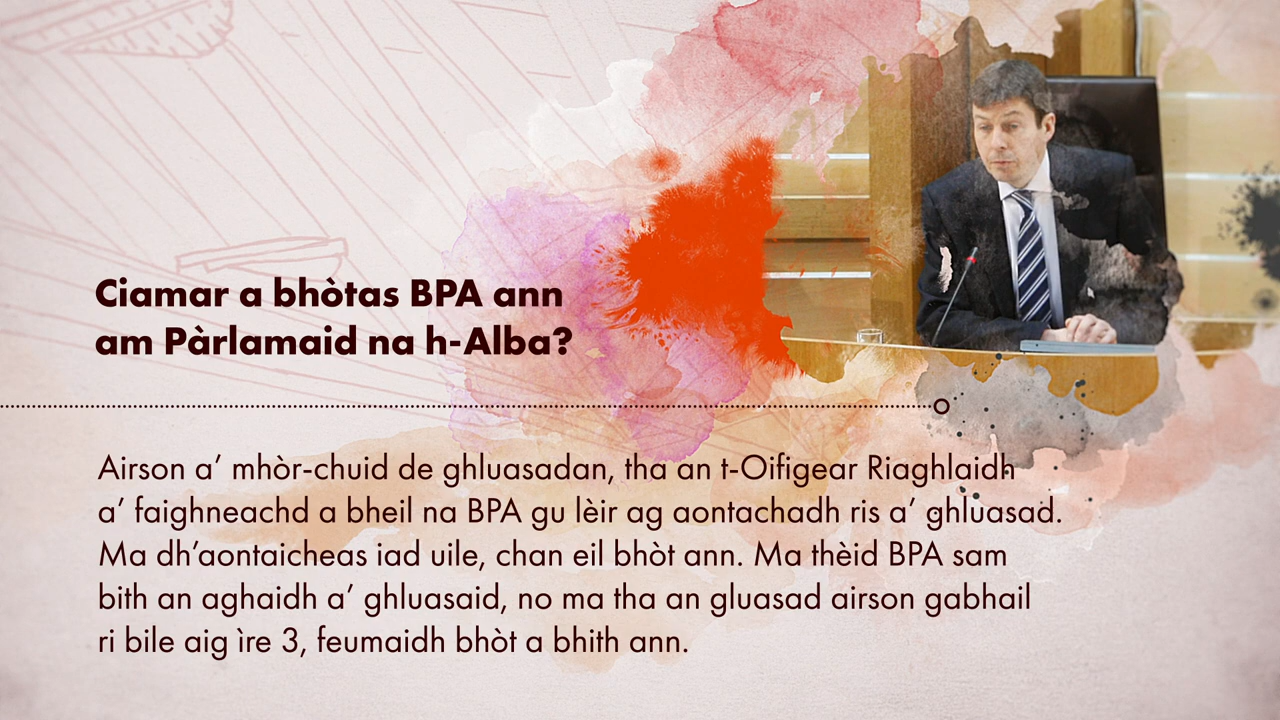 Ciamar a bhòtas BPA ann
am Pàrlamaid na h-Alba?
Airson a’ mhòr-chuid de ghluasadan, tha an t-Oifigear Riaghlaidh
a’ faighneachd a bheil na BPA gu lèir ag aontachadh ris a’ ghluasad.
Ma dh’aontaicheas iad uile, chan eil bhòt ann. Ma thèid BPA sam
bith an aghaidh a’ ghluasaid, no ma tha an gluasad airson gabhail
ri bile aig ìre 3, feumaidh bhòt a bhith ann.